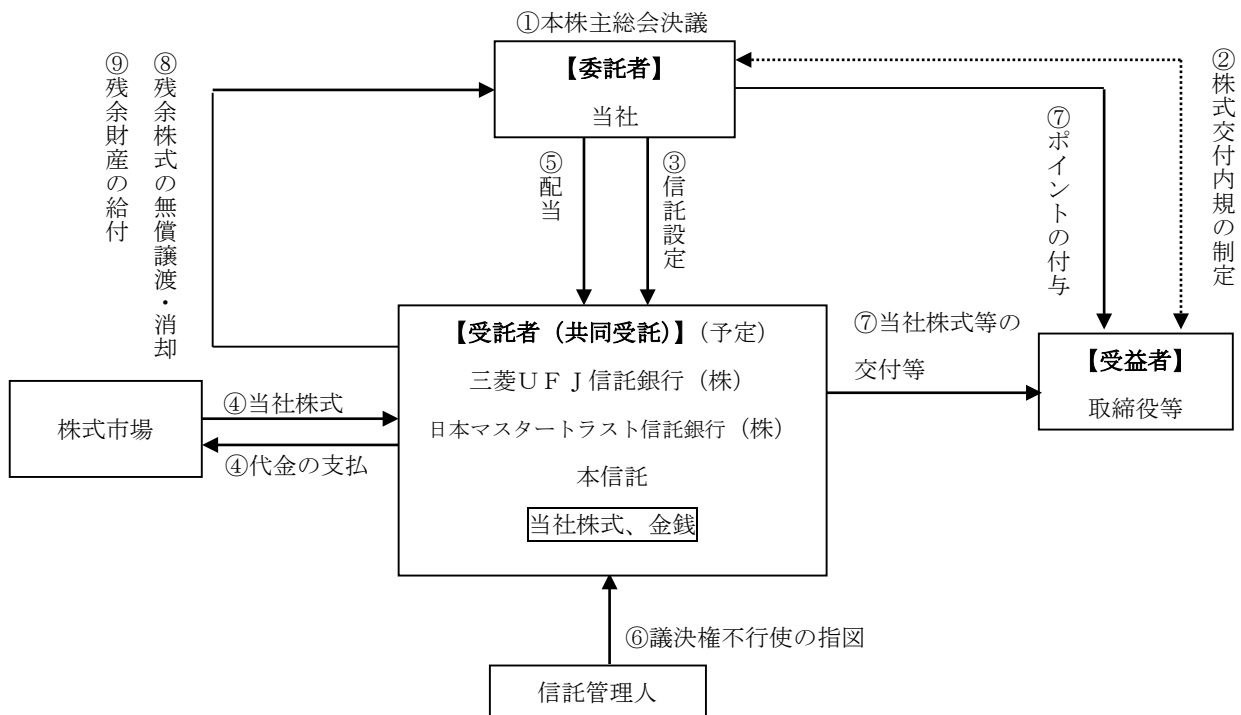 ①本株主総会決議
【委託者】
当社
⑨残余財産の給付
⑧残余株式の無償譲渡・消却
⑤配当
③信託設定
⑦ポイントの付与
②株式交付内規の制定
【受託者（共同受託）】（予定）
三菱ＵＦＪ信託銀行（株）
日本マスタートラスト信託銀行（株）
本信託
当社株式、金銭
⑦当社株式等の
交付等
【受益者】
取締役等
株式市場
④当社株式
④代金の支払
⑥議決権不行使の指図
信託管理人